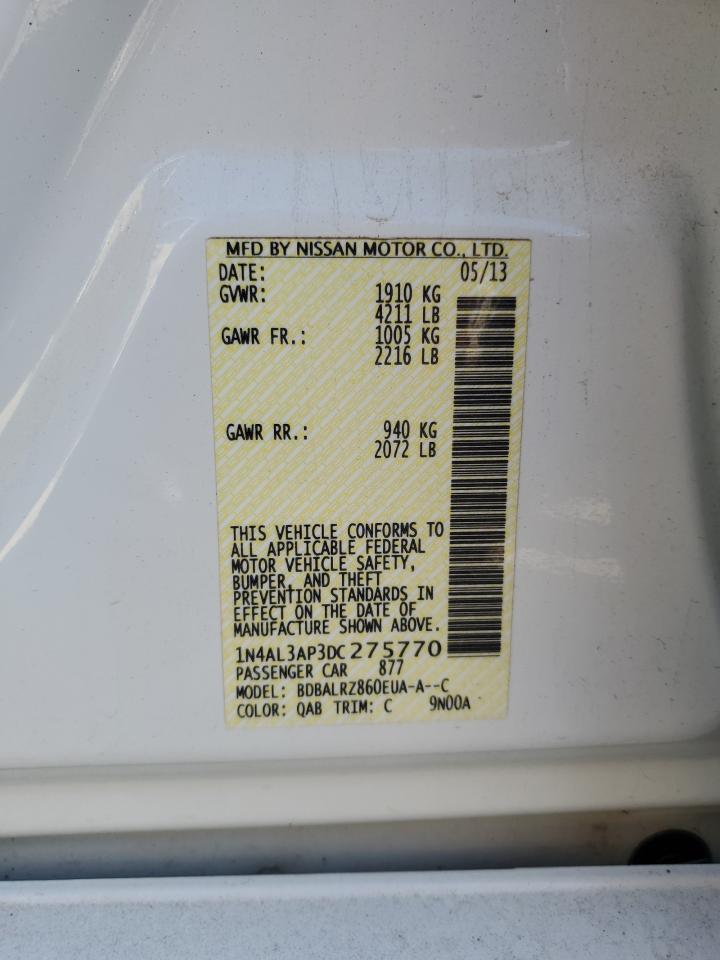 MFD BY NISSAN MOTOR CO., LTD.
DATE: 05/13
GVWR: 1910 KG
4211 LB
GAWR FR.: 1005 KG
2216 LB
GAWR RR.: 940 KG
2072 LB
THIS VEHICLE CONFORMS TO
ALL APPLICABLE FEDERAL
MOTOR VEHICLE SAFETY,
BUMPER, AND THEFT
PREVENTION STANDARDS IN
EFFECT ON THE DATE OF
MANUFACTURE SHOWN ABOVE.
1N4AL3AP3DC275770
PASSENGER CAR 877
MODEL: BDBALRZ860EUA-A--C
COLOR: QAB TRIM: C 9N00A